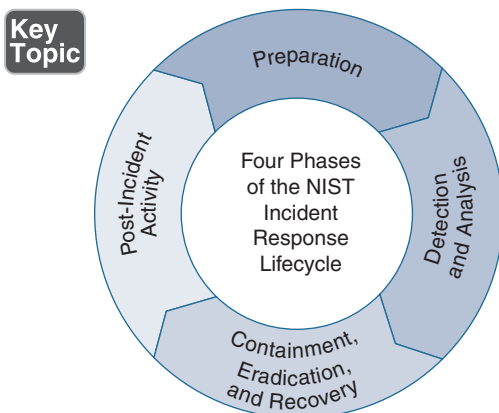 Key
Topic
Preparation
Four Phases
of the NIST
Incident
Response
Lifecycle
Detection
and Analysis
Containment,
Eradication,
and Recovery
Post-Incident
Activity